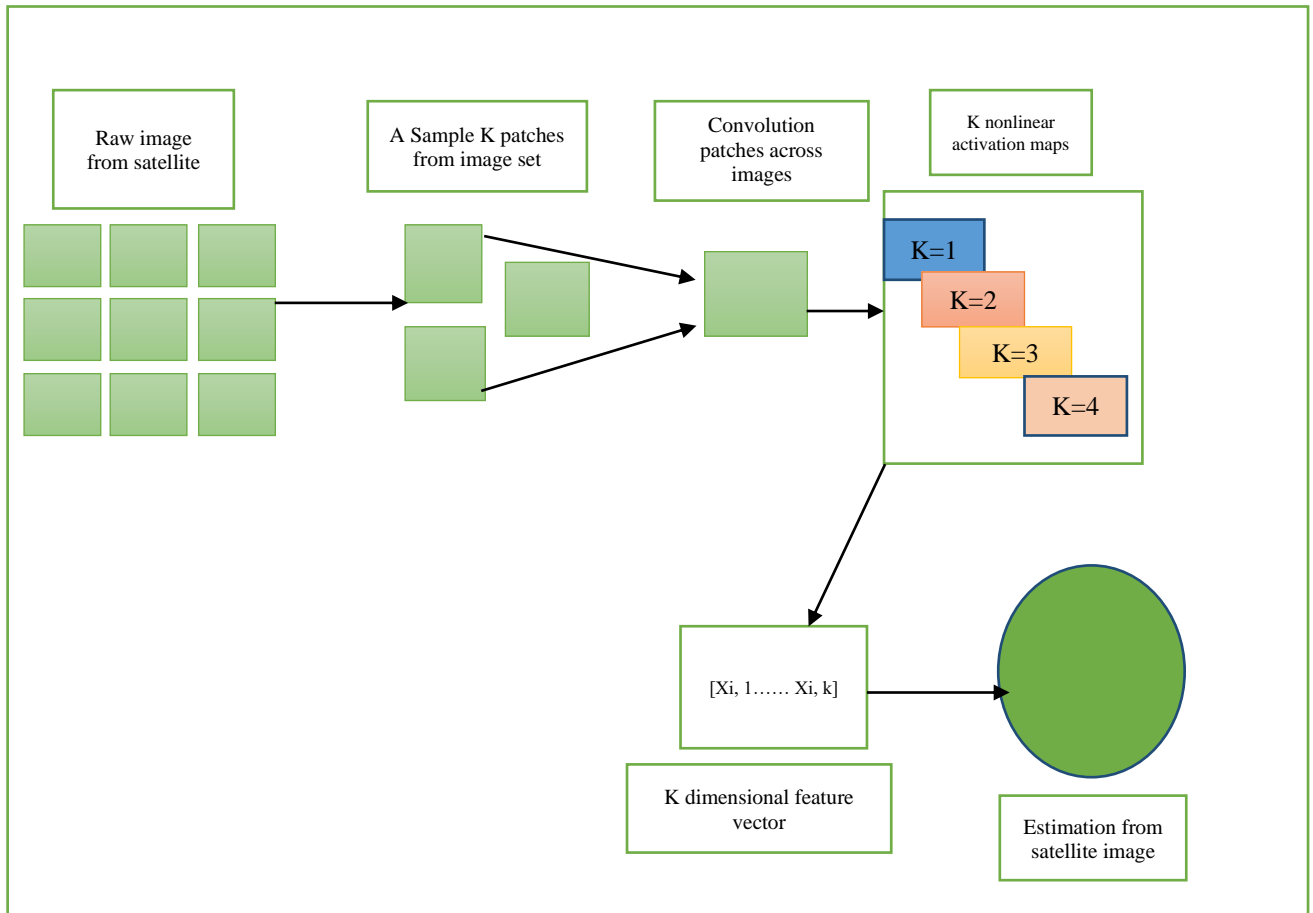 Raw image
from satellite
A Sample K patches
from image set
Convolution
patches across
images
K nonlinear
activation maps
K=1
K=2
K=3
K=4
[Xi, 1…… Xi, k]
K dimensional feature
vector
Estimation from
satellite image